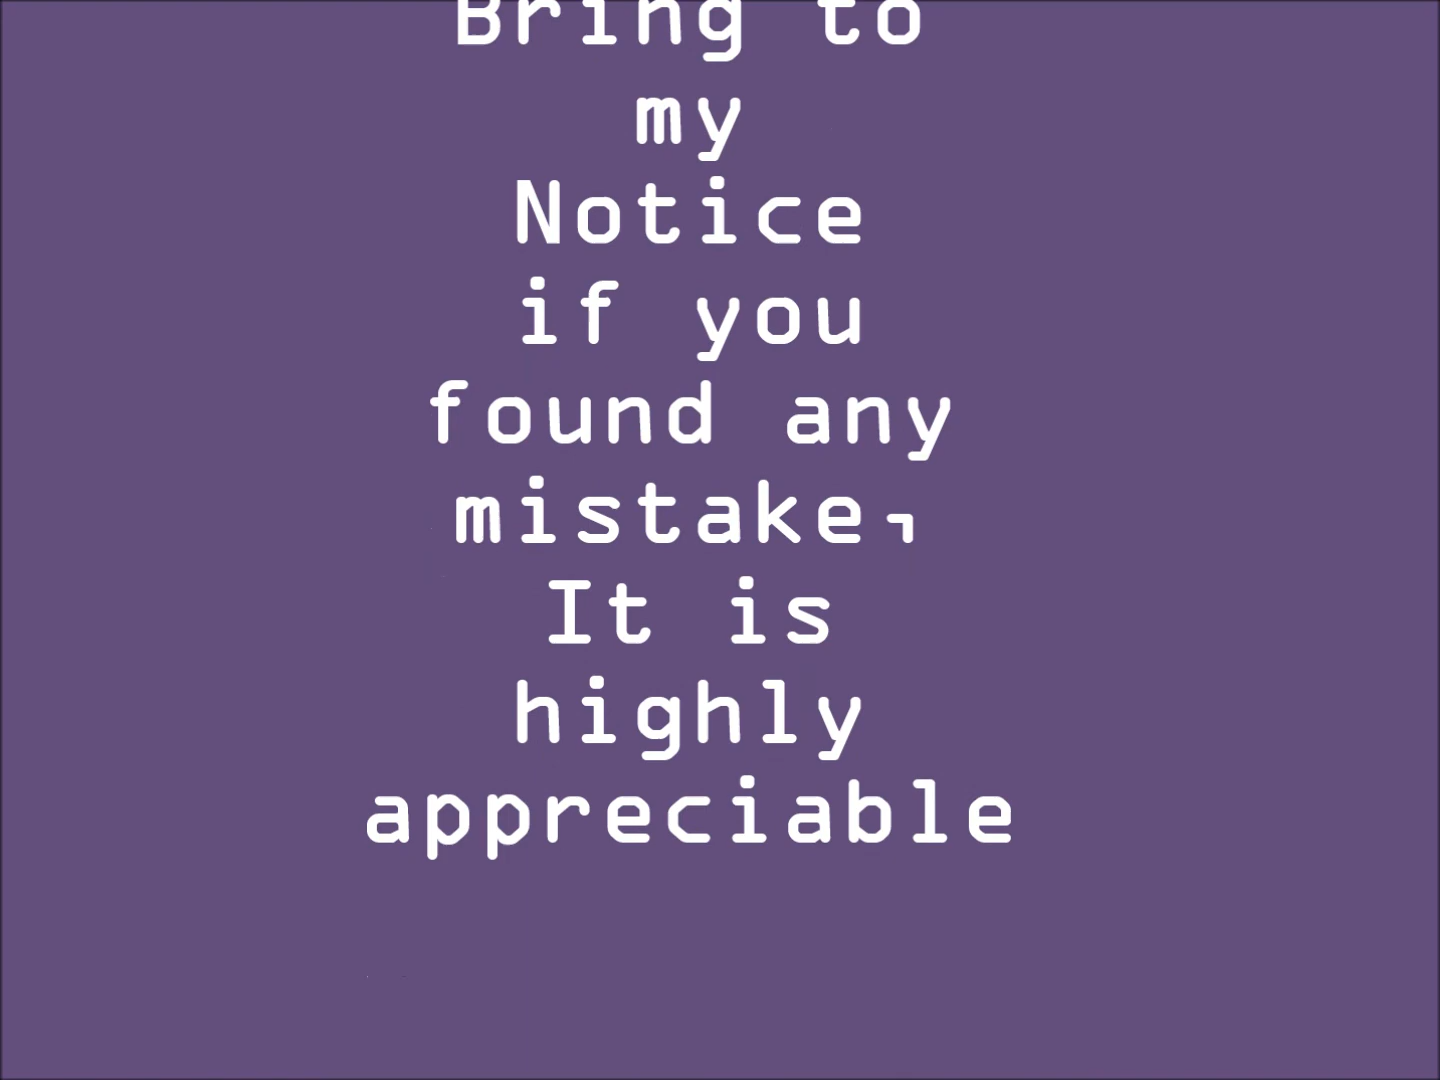 Bring to
my
Notice
if you
found any
mistake,
It is
highly
appreciable